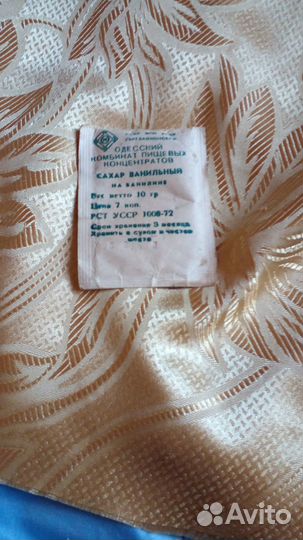 ОДЕССКИЙ
КОМБИНАТ ПИЩЕВЫХ
КОНЦЕНТРАТОВ
САХАР ВАНИЛЬНЫЙ
НА ВАНИЛИНЕ
Вес нетто 10 гр
Цена 7 коп.
РСТ УССР 1008-72
Срок хранения 3 месяца
Хранить в сухом и чистом
месте
Avito